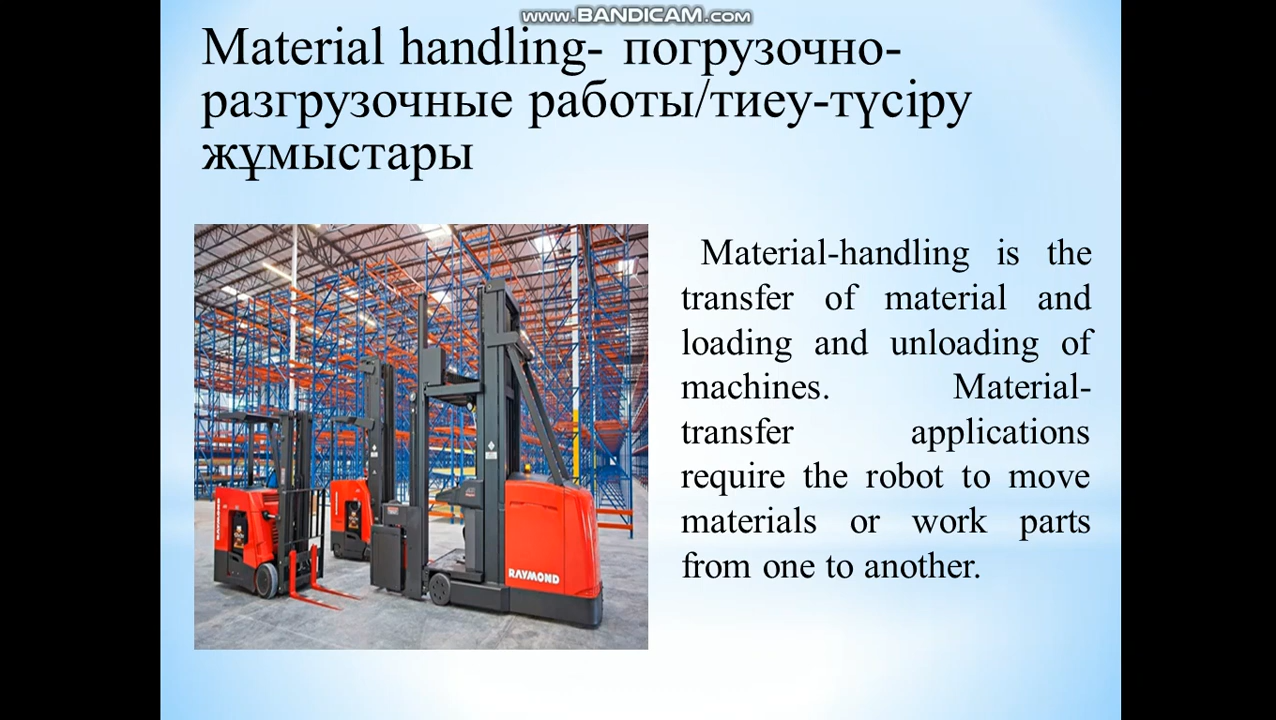 www.BANDICAM.com
Material handling- погрузочно-
разгрузочные работы/тиеу-түсіру
жұмыстары
Material-handling is the
transfer of material and
loading and unloading of
machines. Material-
transfer applications
require the robot to move
materials or work parts
from one to another.
RAYMOND
RAYMOND